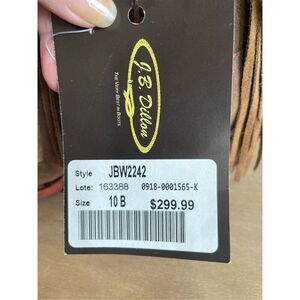 J.B. Dillon
THE VERY BEST IN BOOTS
Style JBW2242
Lote: 163388 0918-0001565-K
Size 10 B $299.99